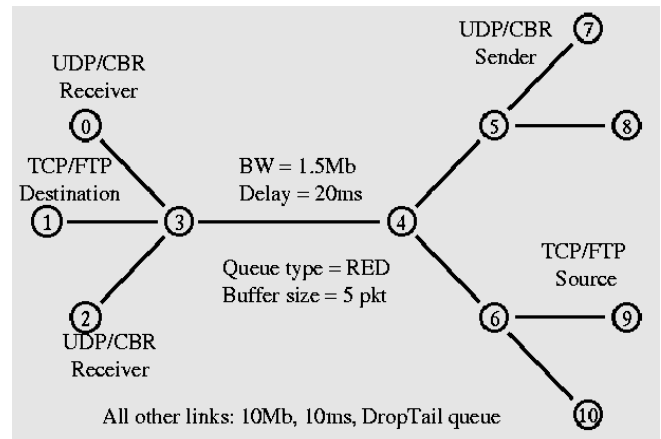 UDP/CBR
Sender
7
UDP/CBR
Receiver
0
5
8
TCP/FTP
Destination
BW = 1.5Mb
Delay = 20ms
1
3
4
Queue type = RED
Buffer size = 5 pkt
TCP/FTP
Source
2
6
9
UDP/CBR
Receiver
All other links: 10Mb, 10ms, DropTail queue
10